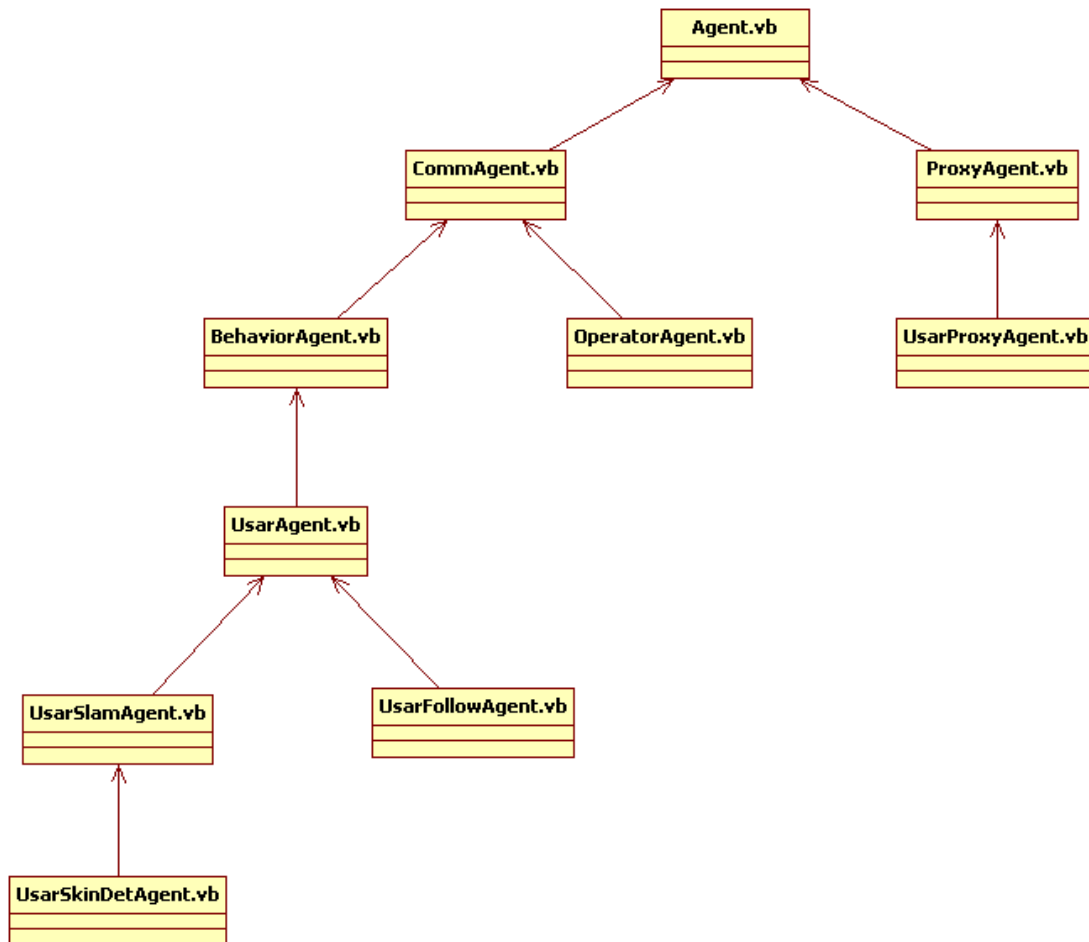 Agent.vb
CommAgent.vb
ProxyAgent.vb
BehaviorAgent.vb
OperatorAgent.vb
UsarProxyAgent.vb
UsarAgent.vb
UsarSlamAgent.vb
UsarFollowAgent.vb
UsarSkinDetAgent.vb